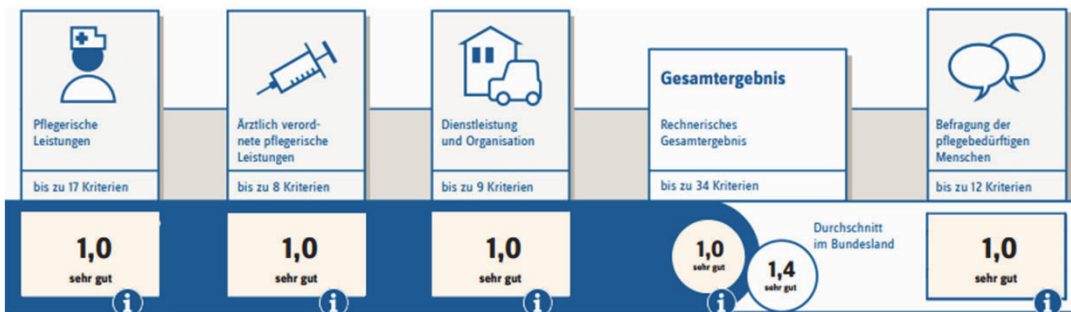 Pflegerische
Leistungen
bis zu 17 Kriterien
1,0
sehr gut
i
Ärztlich verord-
nete pflegerische
Leistungen
bis zu 8 Kriterien
1,0
sehr gut
i
Dienstleistung
und Organisation
bis zu 9 Kriterien
1,0
sehr gut
i
Gesamtergebnis
Rechnerisches
Gesamtergebnis
bis zu 34 Kriterien
1,0
sehr gut
i
Durchschnitt
im Bundesland
1,4
sehr gut
Befragung der
pflegebedürftigen
Menschen
bis zu 12 Kriterien
1,0
sehr gut
i